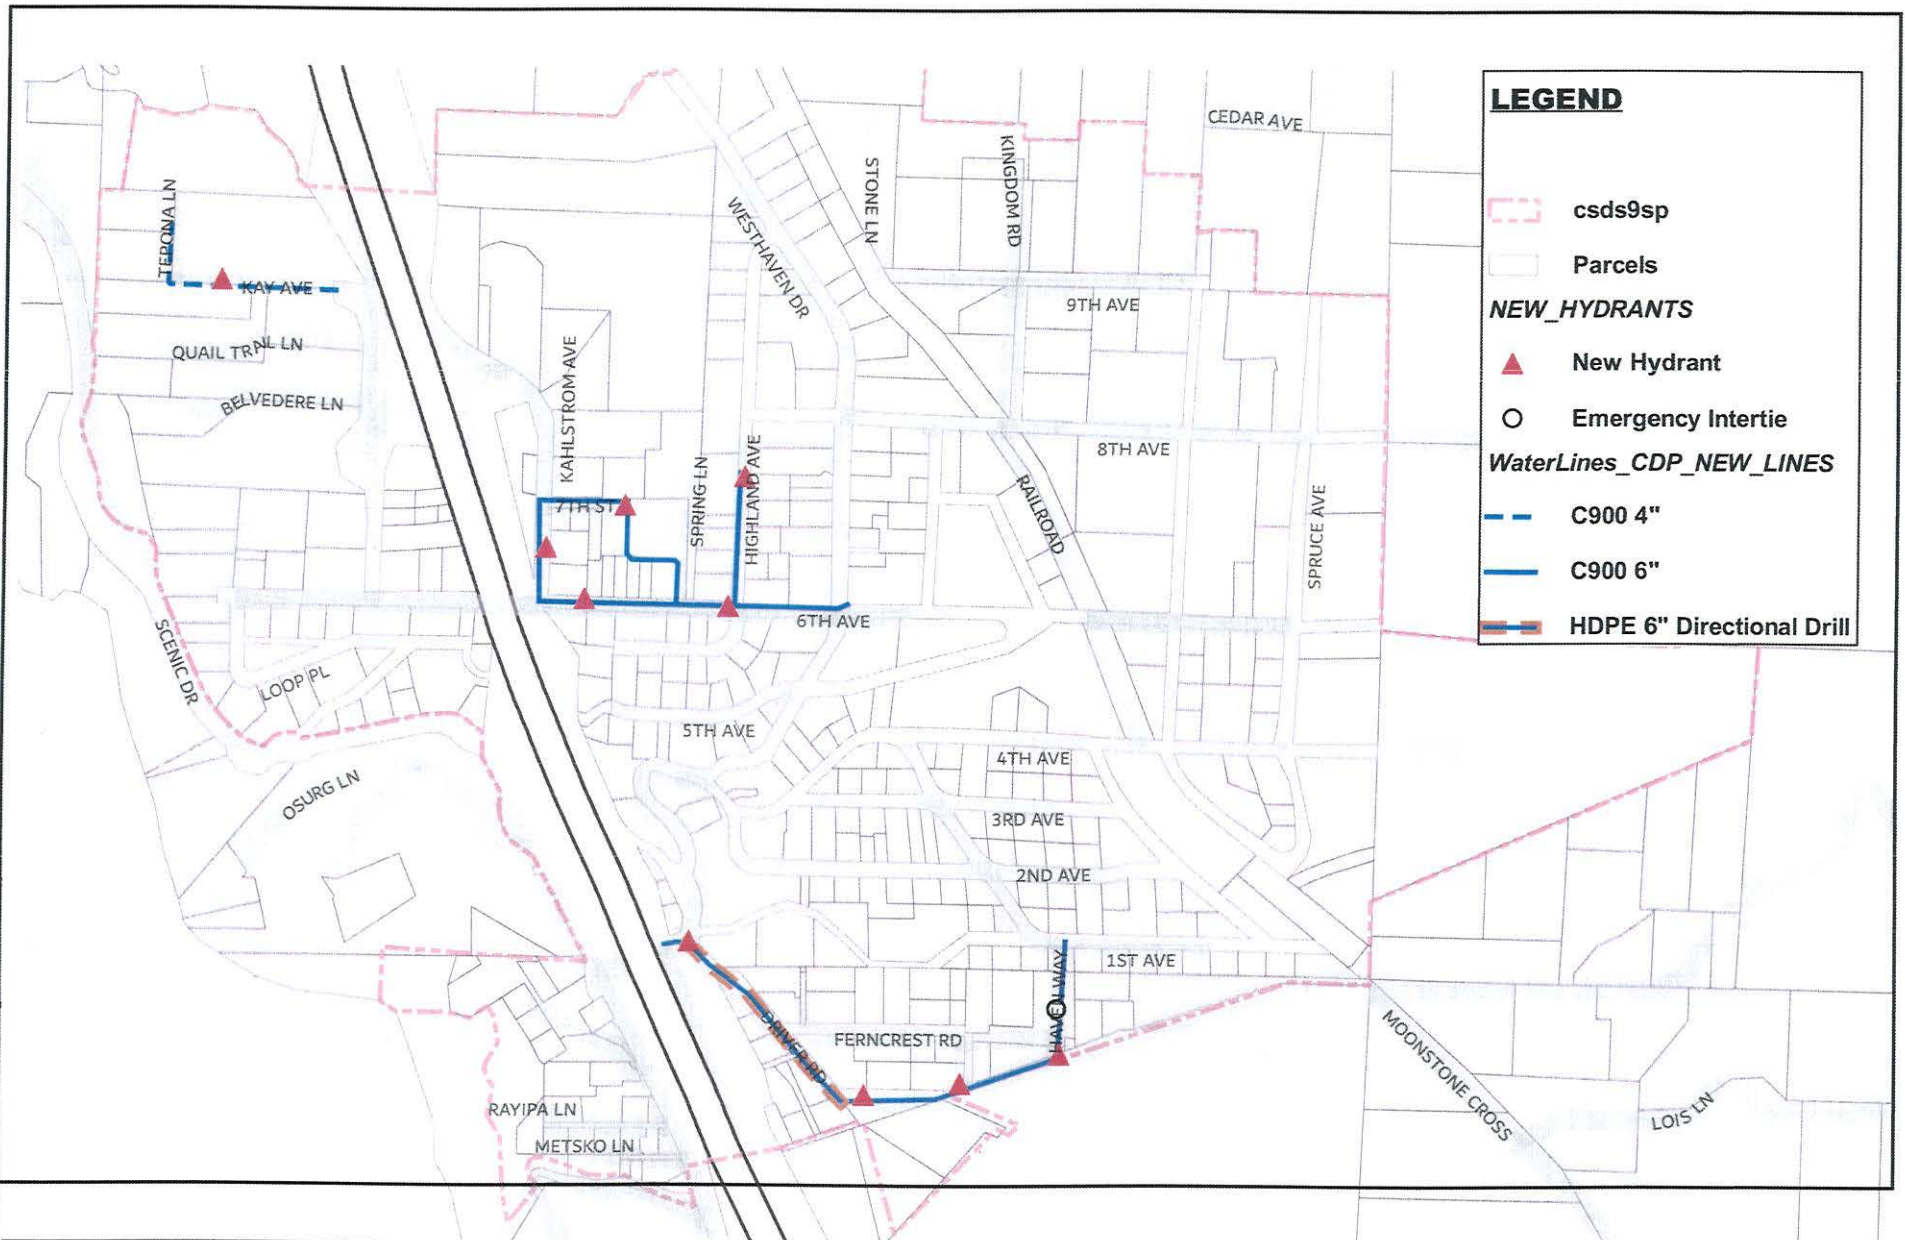 LEGEND
csds9sp
Parcels
NEW_HYDRANTS
New Hydrant
Emergency Intertie
WaterLines_CDP_NEW_LINES
C900 4"
C900 6"
HDPE 6" Directional Drill
CEDAR AVE
TEPONA LN
KAY AVE
QUAIL TRAIL LN
BELVEDERE LN
WESTHAVEN DR
STONE LN
KINGDOM RD
9TH AVE
KAHLSTROM AVE
7TH ST
SPRING LN
HIGHLAND AVE
8TH AVE
RAILROAD
SPRUCE AVE
6TH AVE
SCENIC DR
LOOP PL
5TH AVE
4TH AVE
OSURG LN
3RD AVE
2ND AVE
1ST AVE
DRIVER RD
FERNCREST RD
WAY
RAYIPA LN
METSKO LN
MOONSTONE CROSS
LOIS LN